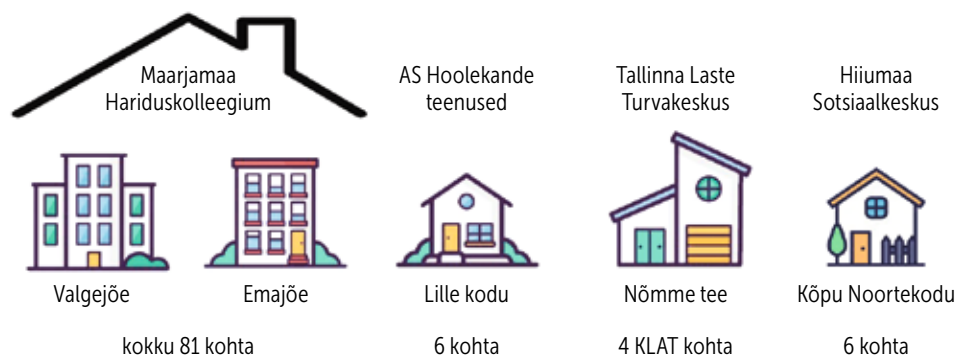 Maarjamaa
Hariduskolleegium
AS Hoolekande
teenused
Tallinna Laste
Turvakeskus
Hiiumaa
Sotsiaalkeskus
Valgejõe
Emajõe
Lille kodu
Nõmme tee
Kõpu Noortekodu
kokku 81 kohta
6 kohta
4 KLAT kohta
6 kohta